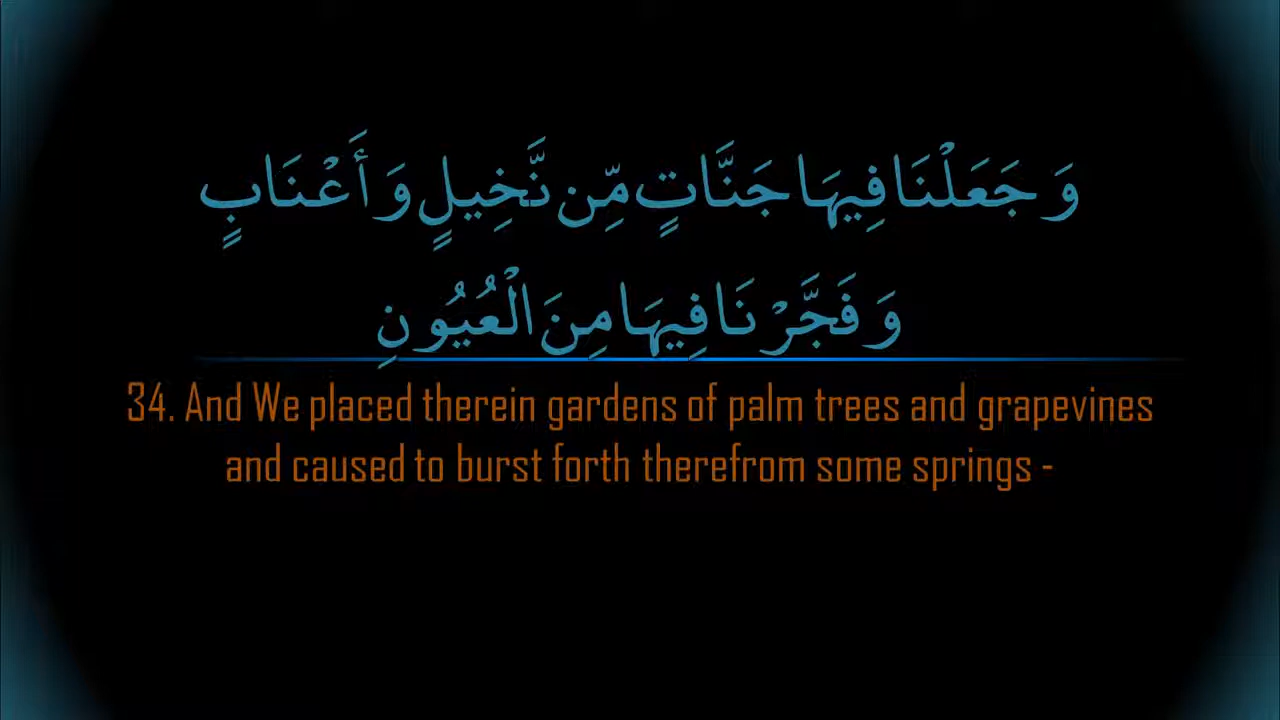 وَجَعَلْنَا فِيهَا جَنَّاتٍ مِّن نَّخِيلٍ وَأَعْنَابٍ
وَفَجَّرْنَا فِيهَا مِنَ الْعُيُونِ
34. And We placed therein gardens of palm trees and grapevines
and caused to burst forth therefrom some springs -